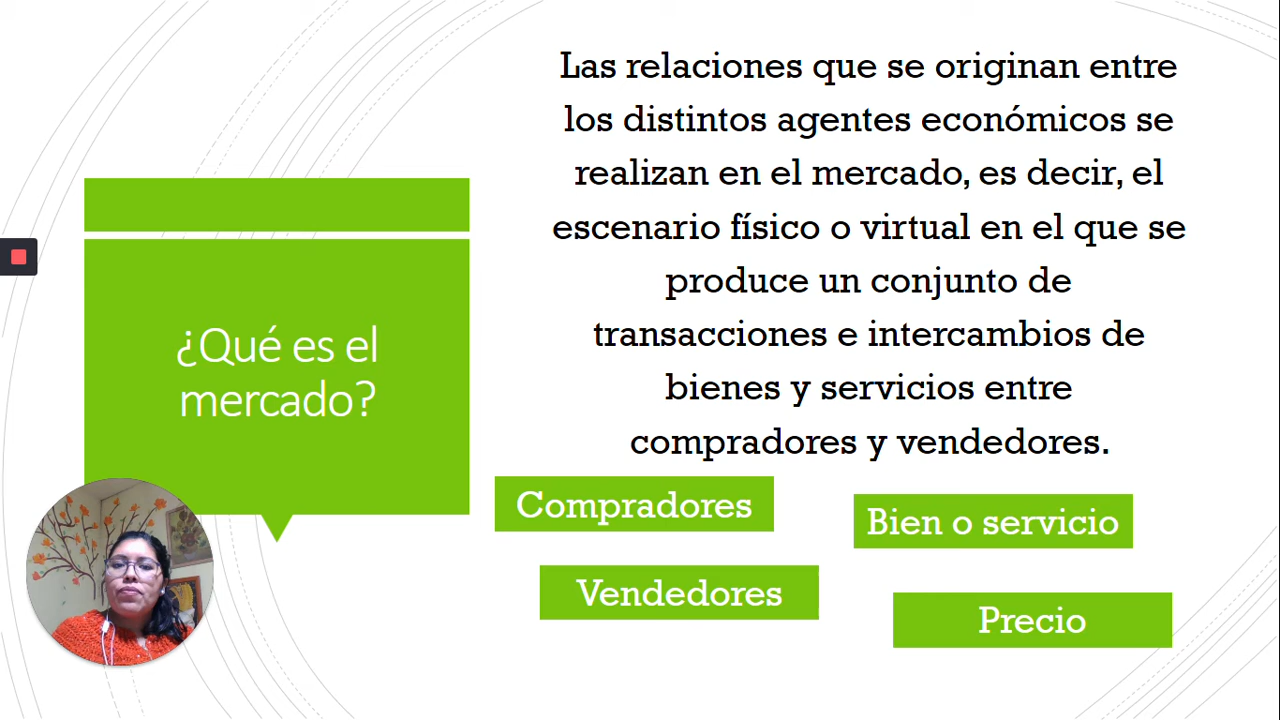 ¿Qué es el
mercado?
Las relaciones que se originan entre
los distintos agentes económicos se
realizan en el mercado, es decir, el
escenario físico o virtual en el que se
produce un conjunto de
transacciones e intercambios de
bienes y servicios entre
compradores y vendedores.
Compradores
Bien o servicio
Vendedores
Precio